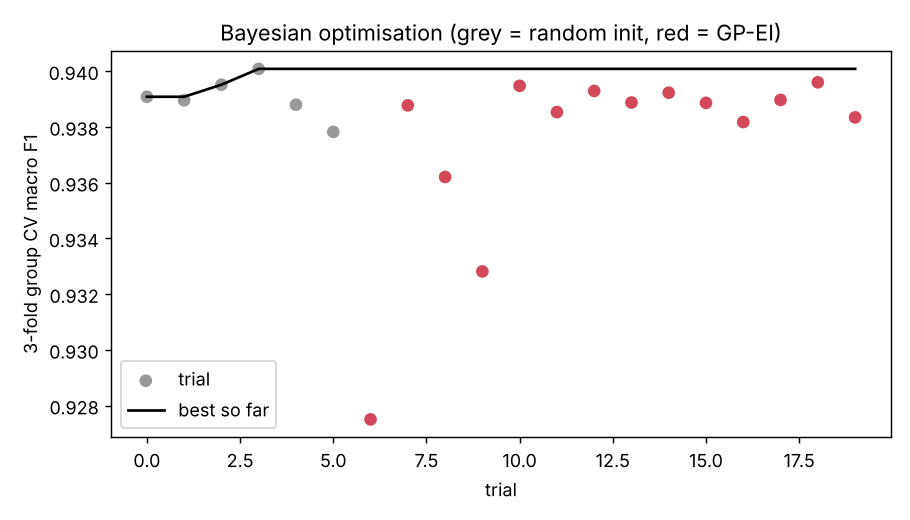 Bayesian optimisation (grey = random init, red = GP-EI)
3-fold group CV macro F1
0.940
0.938
0.936
0.934
0.932
0.930
0.928
trial
best so far
0.0 2.5 5.0 7.5 10.0 12.5 15.0 17.5
trial